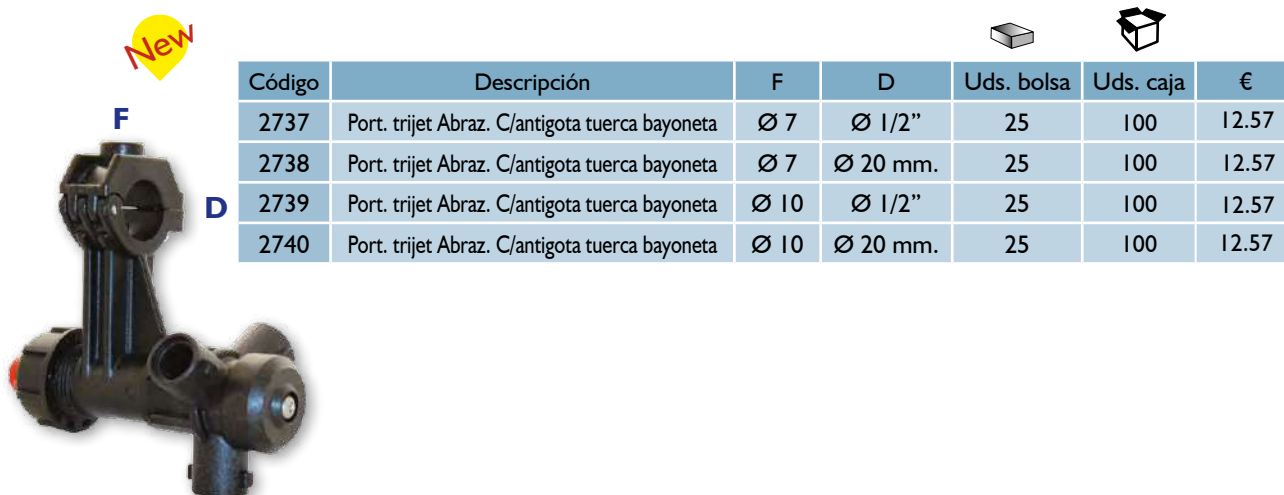 New
Código Descripción F D Uds. bolsa Uds. caja €
2737 Port. trijet Abraz. C/antigota tuerca bayoneta Ø 7 Ø 1/2” 25 100 12.57
2738 Port. trijet Abraz. C/antigota tuerca bayoneta Ø 7 Ø 20 mm. 25 100 12.57
2739 Port. trijet Abraz. C/antigota tuerca bayoneta Ø 10 Ø 1/2” 25 100 12.57
2740 Port. trijet Abraz. C/antigota tuerca bayoneta Ø 10 Ø 20 mm. 25 100 12.57
F
D